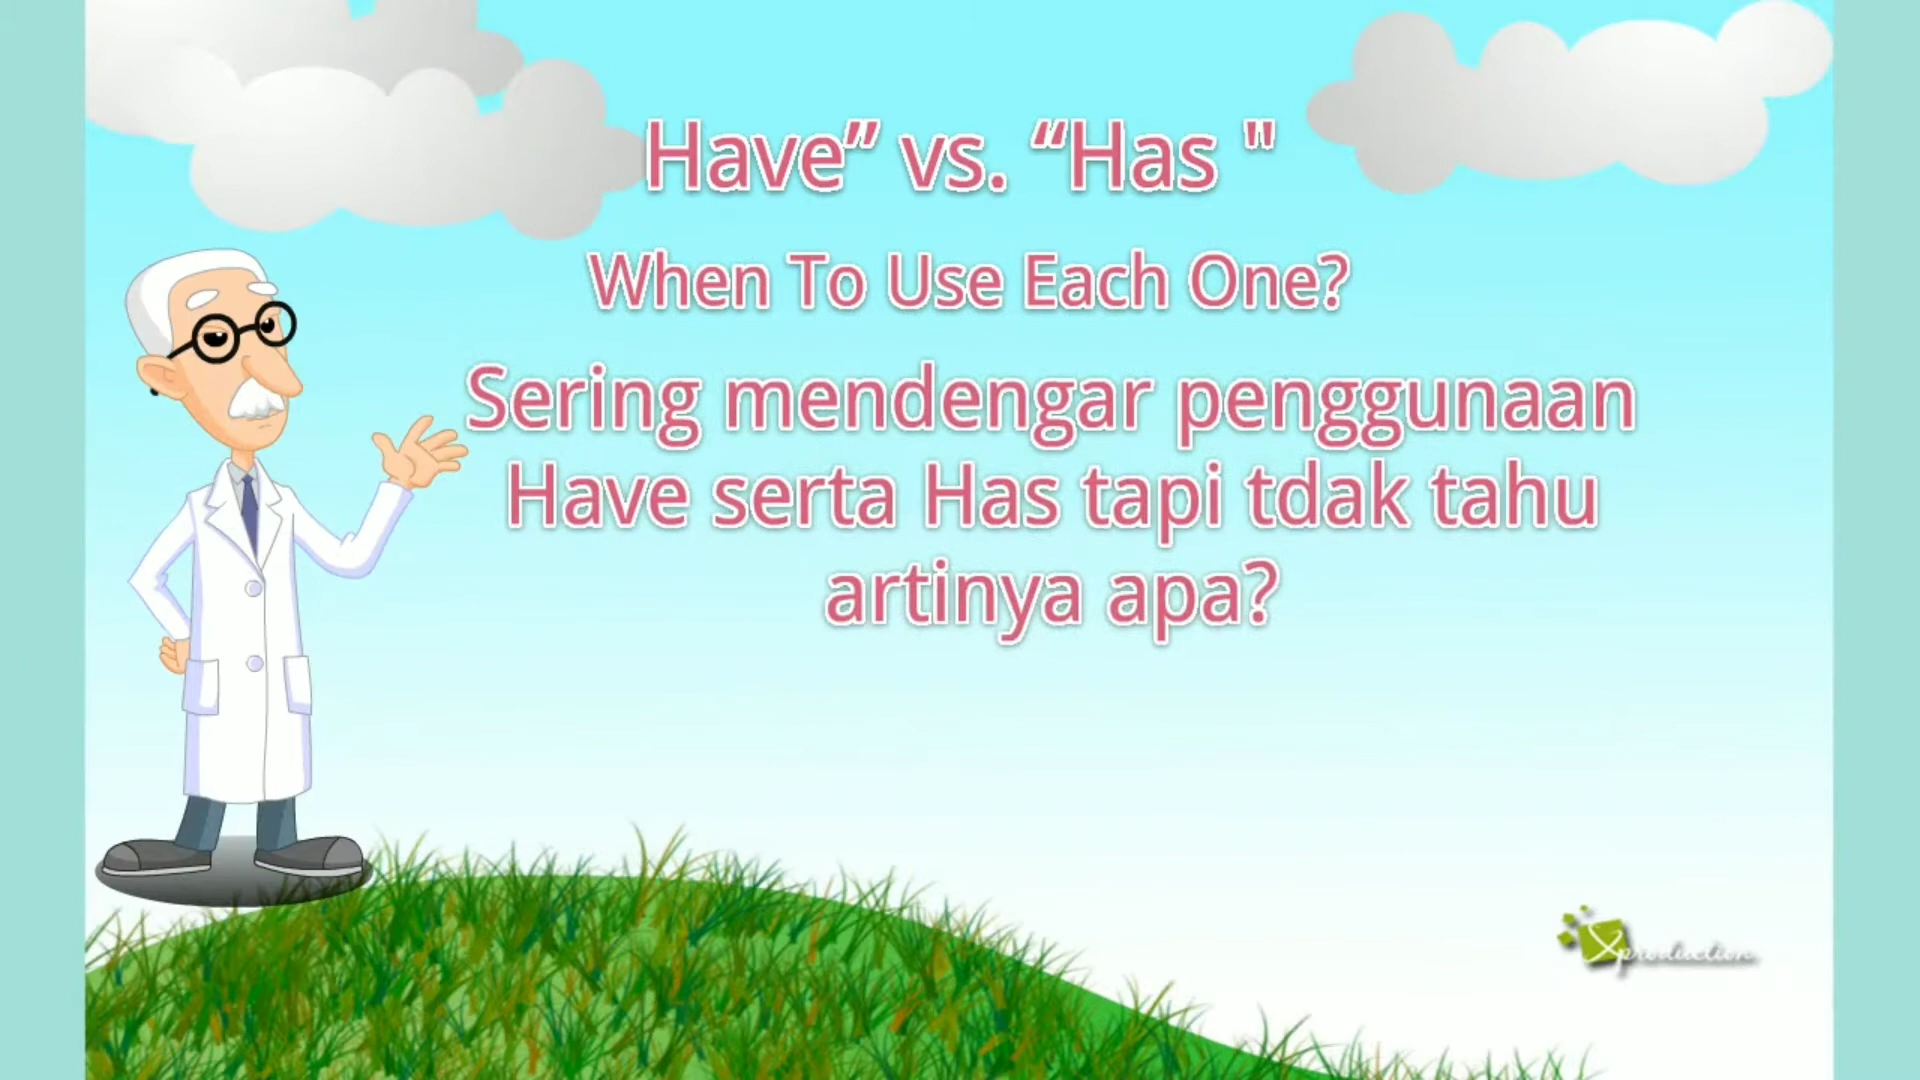 Have” vs. “Has "
When To Use Each One?
Sering mendengar penggunaan
Have serta Has tapi tdak tahu
artinya apa?
Xproduction